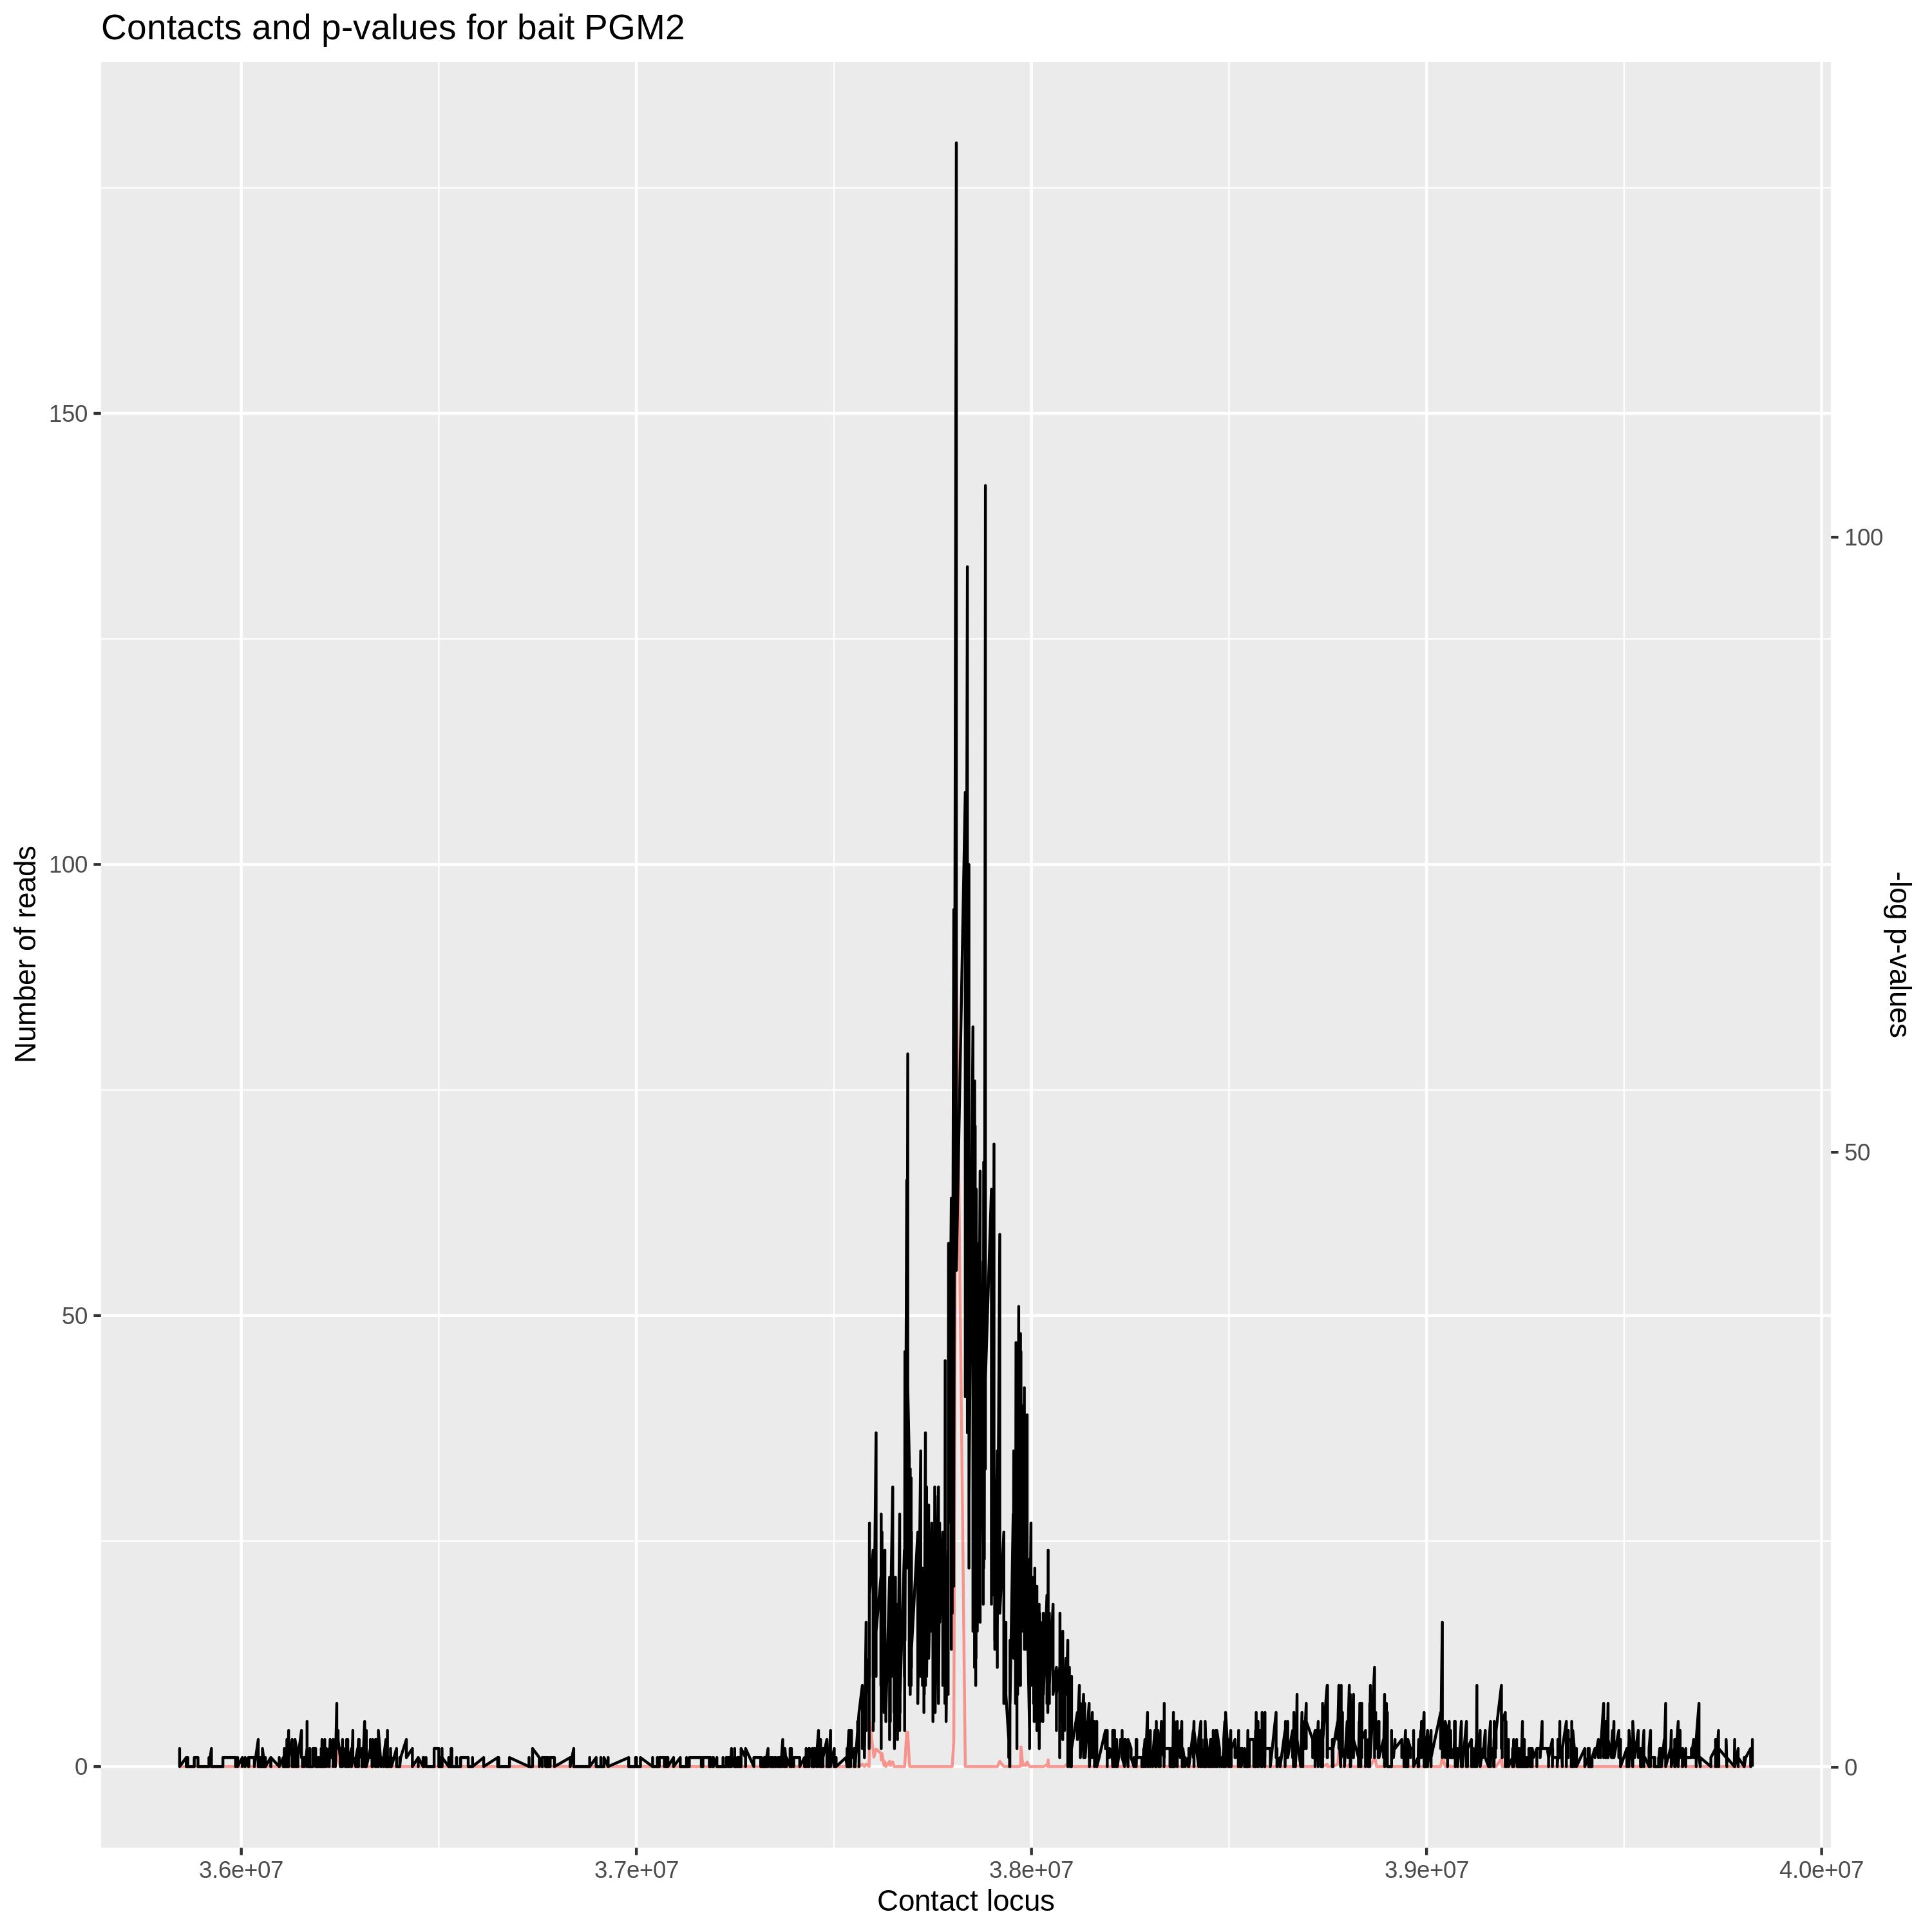 Contacts and p-values for bait PGM2
Number of reads
150
100
50
0
100
50
0
-log p-values
3.6e+07
3.7e+07
3.8e+07
3.9e+07
4.0e+07
Contact locus